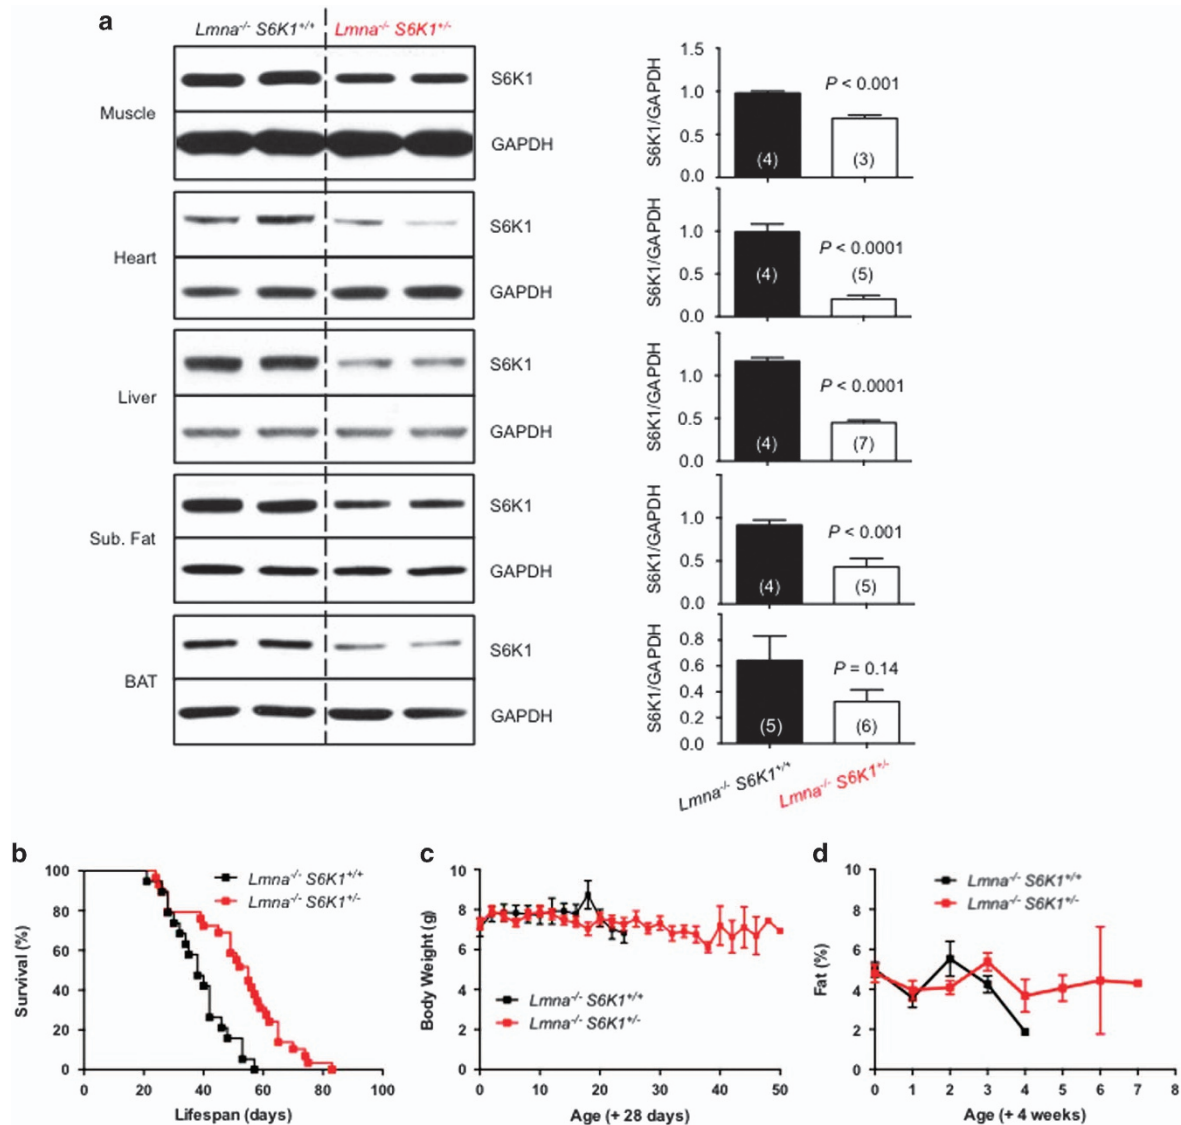 a
Lmna-/- S6K1+/+
Lmna-/- S6K1+/-
Muscle
S6K1
GAPDH
Heart
S6K1
GAPDH
Liver
S6K1
GAPDH
Sub. Fat
S6K1
GAPDH
BAT
S6K1
GAPDH
S6K1/GAPDH
1.5
1.0
0.5
0.0
P < 0.001
(4)
(3)
S6K1/GAPDH
1.0
0.5
0.0
P < 0.0001
(4)
(5)
S6K1/GAPDH
1.0
0.5
0.0
P < 0.0001
(4)
(7)
S6K1/GAPDH
1.0
0.5
0.0
P < 0.001
(4)
(5)
S6K1/GAPDH
0.8
0.6
0.4
0.2
0.0
P = 0.14
(5)
(6)
Lmna-/- S6K1+/+
Lmna-/- S6K1+/-
b
Survival (%)
100
80
60
40
20
0
Lmna-/- S6K1+/+
Lmna-/- S6K1+/-
0 20 40 60 80 100
Lifespan (days)
c
Body Weight (g)
10
8
6
4
2
0
Lmna-/- S6K1+/+
Lmna-/- S6K1+/-
0 10 20 30 40 50
Age (+ 28 days)
d
Fat (%)
10
8
6
4
2
0
Lmna-/- S6K1+/+
Lmna-/- S6K1+/-
0 1 2 3 4 5 6 7 8
Age (+ 4 weeks)